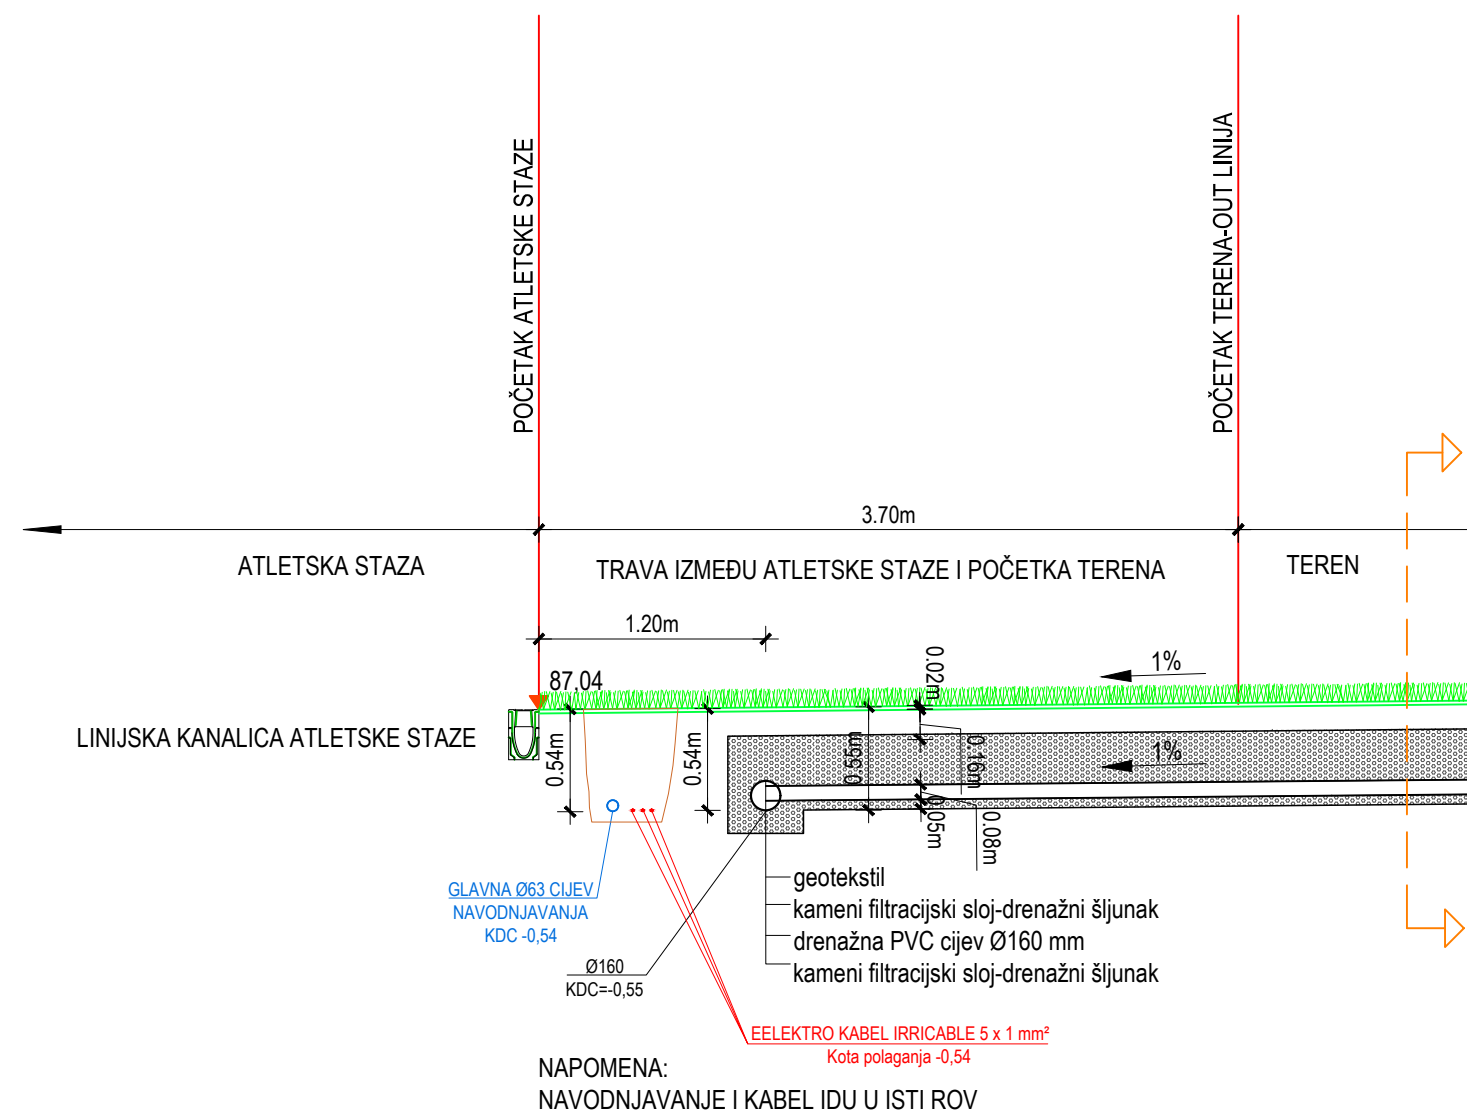 POČETAK ATLETSKE STAZE
POČETAK TERENA-OUT LINIJA
3.70m
ATLETSKA STAZA
TRAVA IZMEĐU ATLETSKE STAZE I POČETKA TERENA
TEREN
1.20m
87,04
0.02m
1%
LINIJSKA KANALICA ATLETSKE STAZE
0.54m
0.54m
0.55m
0.16m
1%
0.05m
0.08m
GLAVNA Ø63 CIJEV
NAVODNJAVANJA
KDC -0,54
geotekstil
kameni filtracijski sloj-drenažni šljunak
drenažna PVC cijev Ø160 mm
kameni filtracijski sloj-drenažni šljunak
Ø160
KDC=-0,55
EELEKTRO KABEL IRRICABLE 5 x 1 mm²
Kota polaganja -0,54
NAPOMENA:
NAVODNJAVANJE I KABEL IDU U ISTI ROV